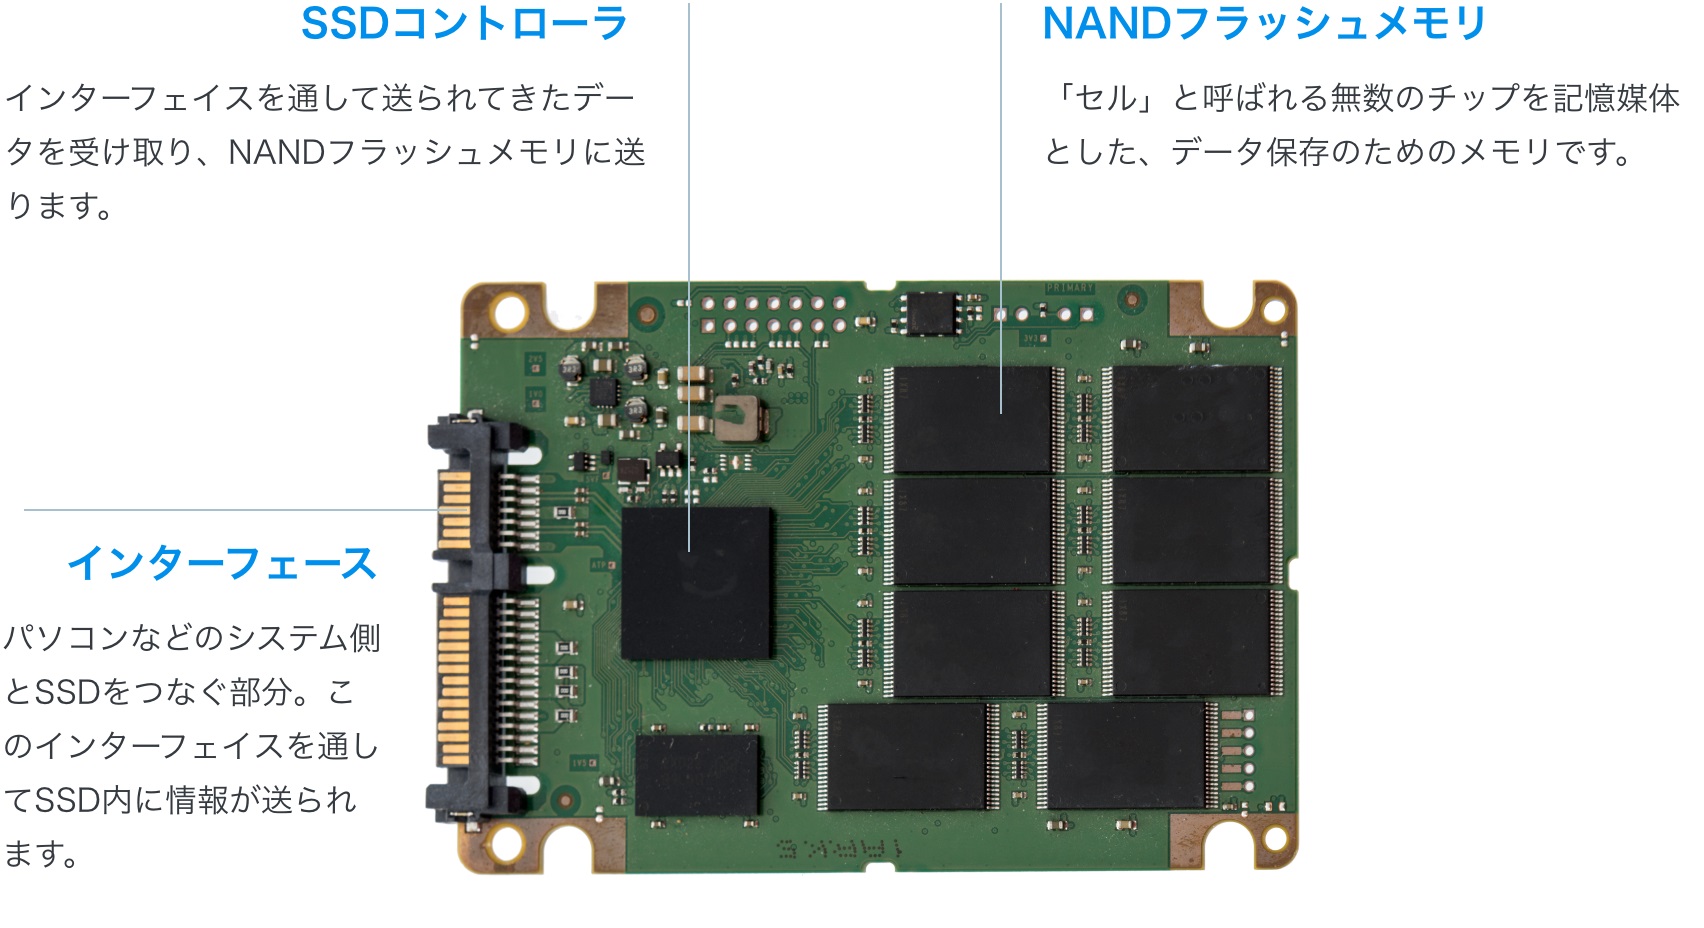 SSDコントローラ
インターフェイスを通して送られてきたデー
タを受け取り、NANDフラッシュメモリに送
ります。
NANDフラッシュメモリ
「セル」と呼ばれる無数のチップを記憶媒体
とした、データ保存のためのメモリです。
インターフェース
パソコンなどのシステム側
とSSDをつなぐ部分。こ
のインターフェイスを通し
てSSD内に情報が送られ
ます。
PRIMARY
3V3
2V5
1V0
3R3
3R3
3R3
ATP
1V5